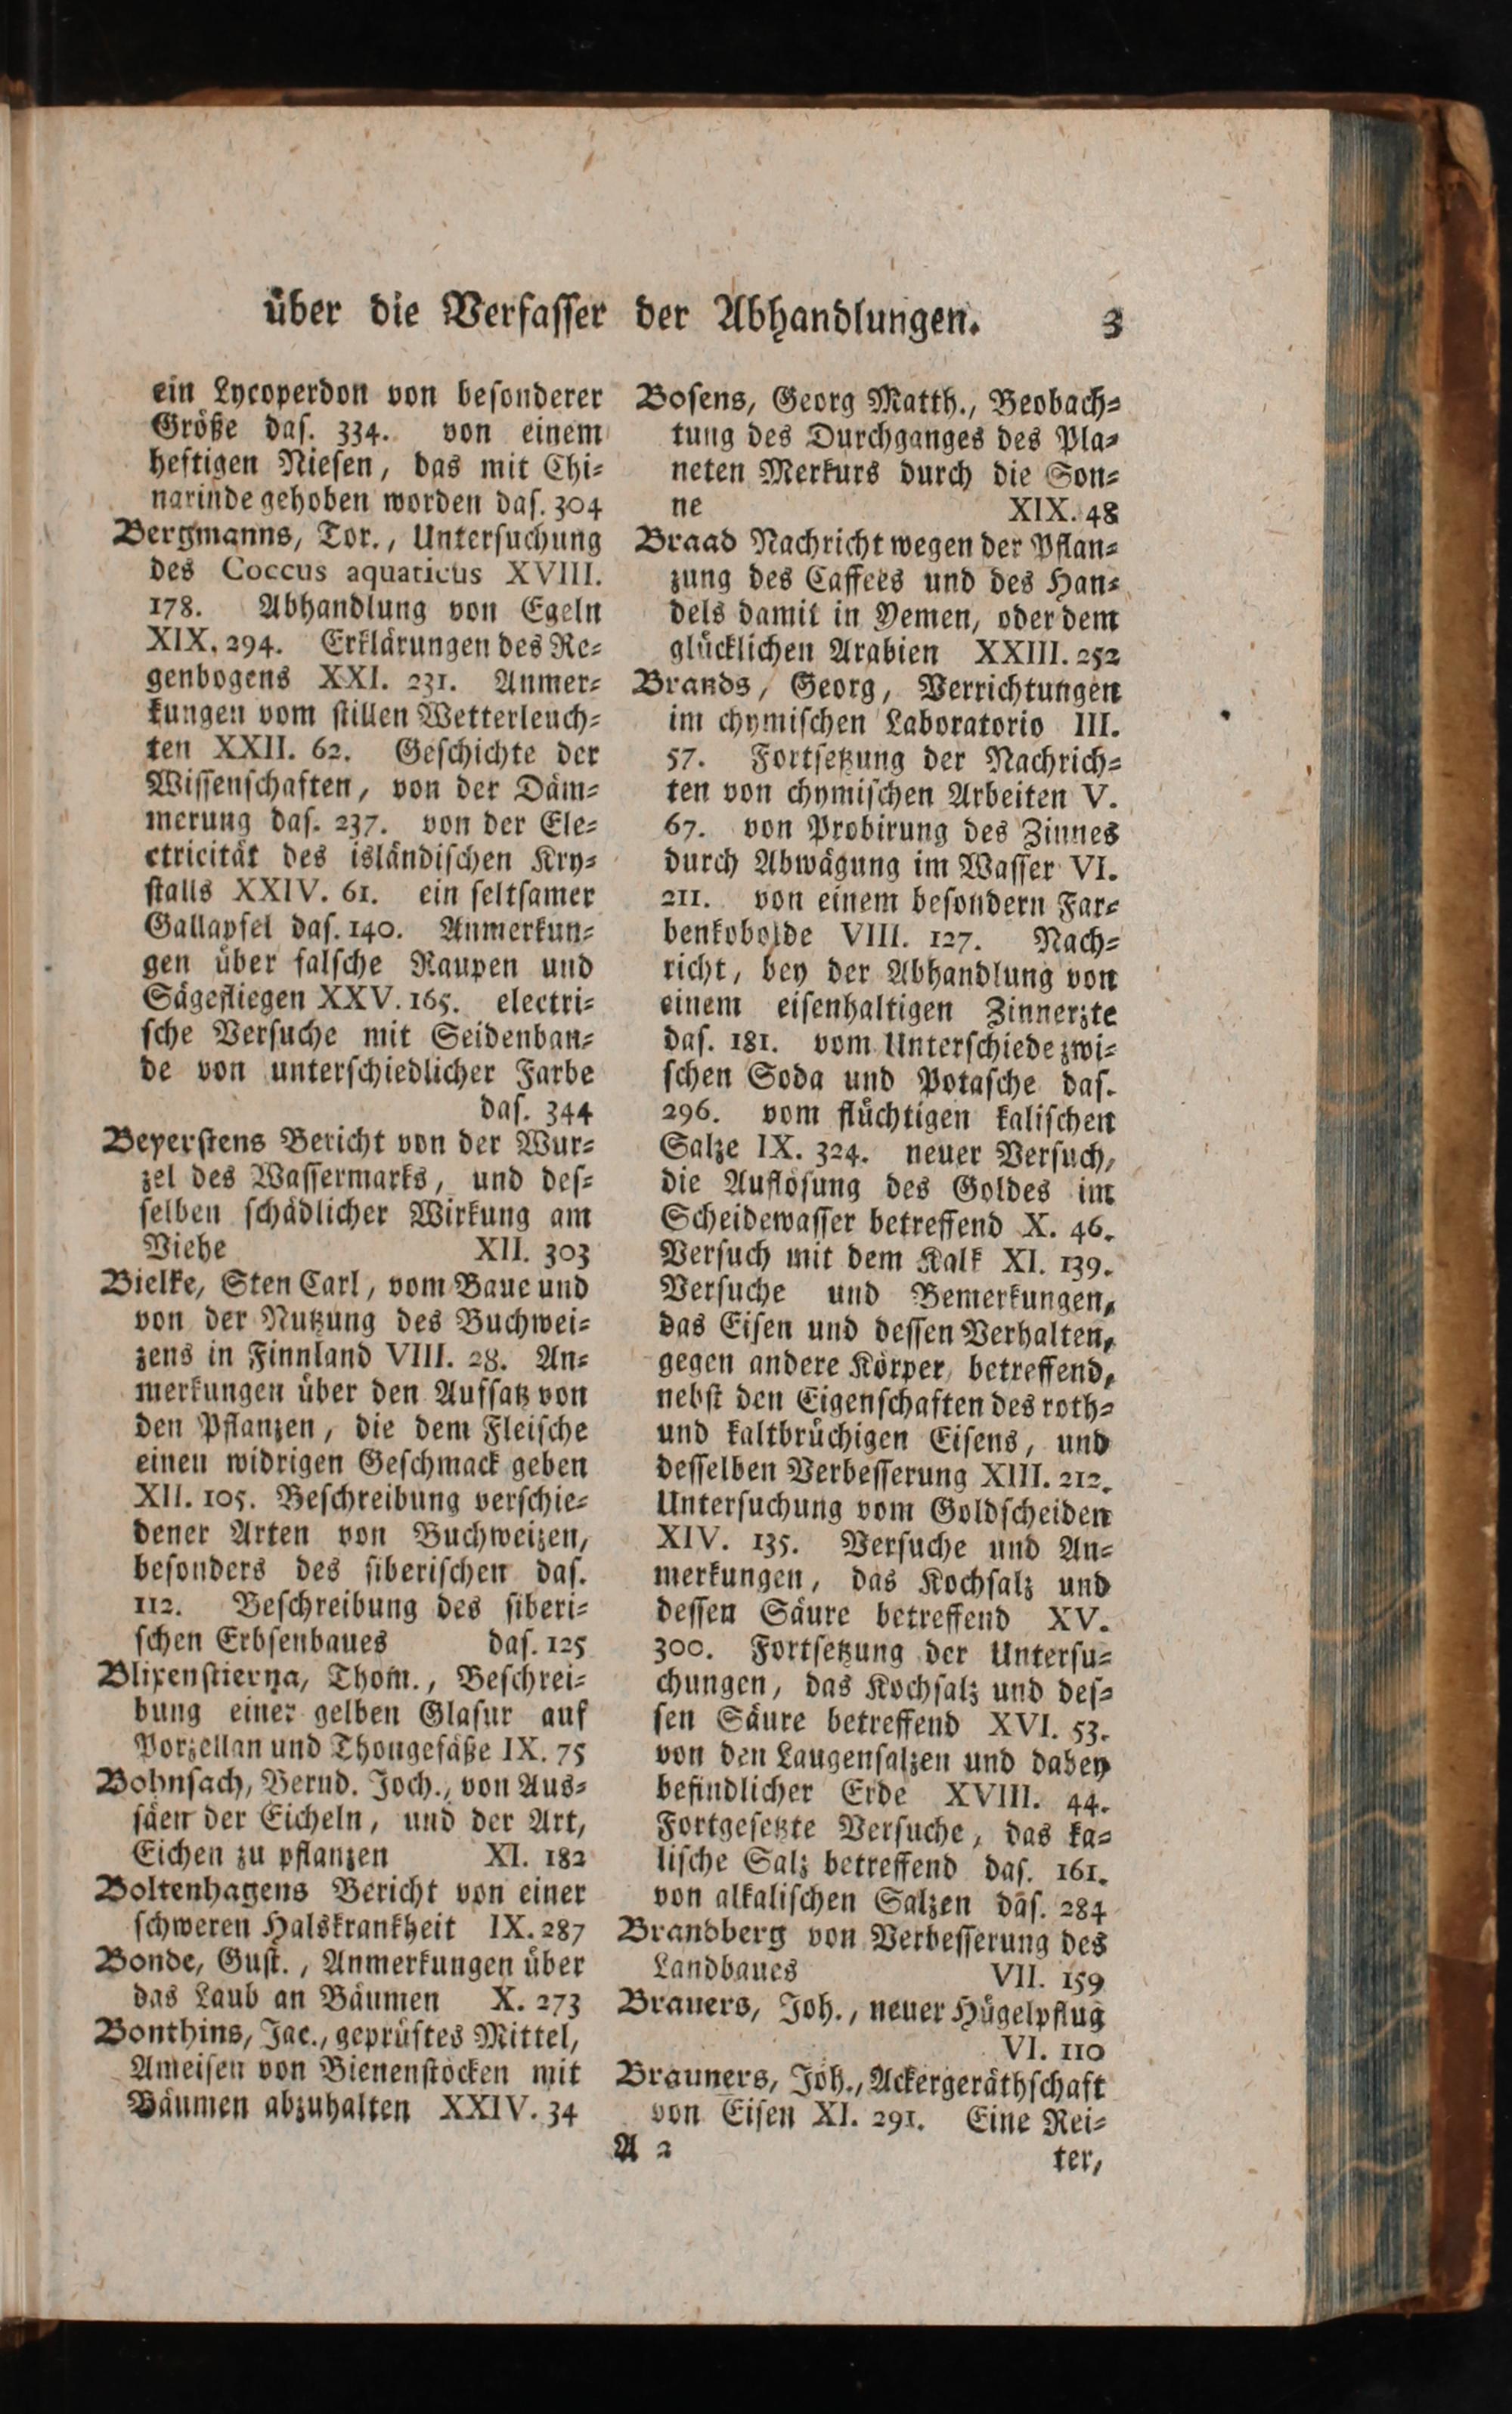 über die Verfasser der Abhandlungen. 3
ein Lycoperdon von besonderer
Größe das. 334. von einem
heftigen Niesen, das mit Chi-
narinde gehoben worden das. 304
Bergmanns, Tor., Untersuchung
des Coccus aquaticus XVIII.
178. Abhandlung von Egeln
XIX. 294. Erklärungen des Re-
genbogens XXI. 231. Anmer-
kungen vom stillen Wetterleuch-
ten XXII. 62. Geschichte der
Wissenschaften, von der Däm-
merung das. 237. von der Ele-
ctricität des isländischen Kry-
stalls XXIV. 61. ein seltsamer
Gallapfel das. 140. Anmerkun-
gen über falsche Raupen und
Sägefliegen XXV. 165. electri-
sche Versuche mit Seidenban-
de von unterschiedlicher Farbe
das. 344
Beyerstens Bericht von der Wur-
zel des Wassermarks, und des-
selben schädlicher Wirkung am
Viehe XII. 303
Bielke, Sten Carl, vom Baue und
von der Nutzung des Buchwei-
zens in Finnland VIII. 28. An-
merkungen über den Aufsatz von
den Pflanzen, die dem Fleische
einen widrigen Geschmack geben
XII. 105. Beschreibung verschie-
dener Arten von Buchweizen,
besonders des siberischen das.
112. Beschreibung des siberi-
schen Erbsenbaues das. 125
Blixenstierna, Thom., Beschrei-
bung einer gelben Glasur auf
Porzellan und Thongefäße IX. 75
Bohnsach, Bernd. Joch., von Aus-
säen der Eicheln, und der Art,
Eichen zu pflanzen XI. 182
Boltenhagens Bericht von einer
schweren Halskrankheit IX. 287
Bonde, Gust., Anmerkungen über
das Laub an Bäumen X. 273
Bonthins, Jac., geprüftes Mittel,
Ameisen von Bienenstöcken mit
Bäumen abzuhalten XXIV. 34
Bosens, Georg Matth., Beobach-
tung des Durchganges des Pla-
neten Merkurs durch die Son-
ne XIX. 48
Braad Nachricht wegen der Pflan-
zung des Caffees und des Han-
dels damit in Yemen, oder dem
glücklichen Arabien XXIII. 252
Brands, Georg, Verrichtungen
im chymischen Laboratorio III.
57. Fortsetzung der Nachrich-
ten von chymischen Arbeiten V.
67. von Probirung des Zinnes
durch Abwägung im Wasser VI.
211. von einem besondern Far-
benkobolde VIII. 127. Nach-
richt, bey der Abhandlung von
einem eisenhaltigen Zinnerzte
das. 181. vom Unterschiede zwi-
schen Soda und Potasche das.
296. vom flüchtigen kalischen
Salze IX. 324. neuer Versuch,
die Auflösung des Goldes im
Scheidewasser betreffend X. 46.
Versuch mit dem Kalk XI. 139.
Versuche und Bemerkungen,
das Eisen und dessen Verhalten,
gegen andere Körper, betreffend,
nebst den Eigenschaften des roth-
und kaltbrüchigen Eisens, und
desselben Verbesserung XIII. 212.
Untersuchung vom Goldscheiden
XIV. 135. Versuche und An-
merkungen, das Kochsalz und
dessen Säure betreffend XV.
300. Fortsetzung der Untersu-
chungen, das Kochsalz und des-
sen Säure betreffend XVI. 53.
von den Laugensalzen und dabey
befindlicher Erde XVIII. 44.
Fortgesetzte Versuche, das ka-
lische Salz betreffend das. 161.
von alkalischen Salzen das. 284
Brandberg von Verbesserung des
Landbaues VII. 159
Brauers, Joh., neuer Hügelpflug
VI. 110
Brauners, Joh., Ackergeräthschaft
von Eisen XI. 291. Eine Rei-
A 2 ter,